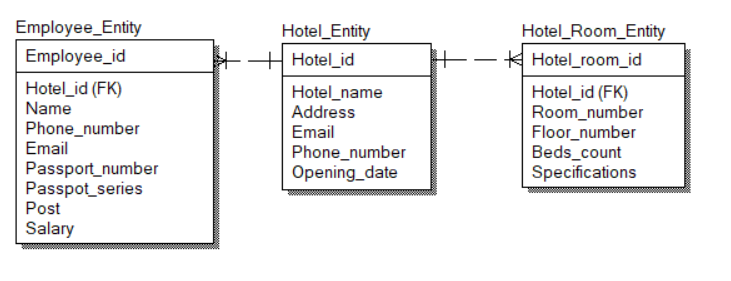 Employee_Entity
Employee_id
Hotel_id (FK)
Name
Phone_number
Email
Passport_number
Passpot_series
Post
Salary
Hotel_Entity
Hotel_id
Hotel_name
Address
Email
Phone_number
Opening_date
Hotel_Room_Entity
Hotel_room_id
Hotel_id (FK)
Room_number
Floor_number
Beds_count
Specifications